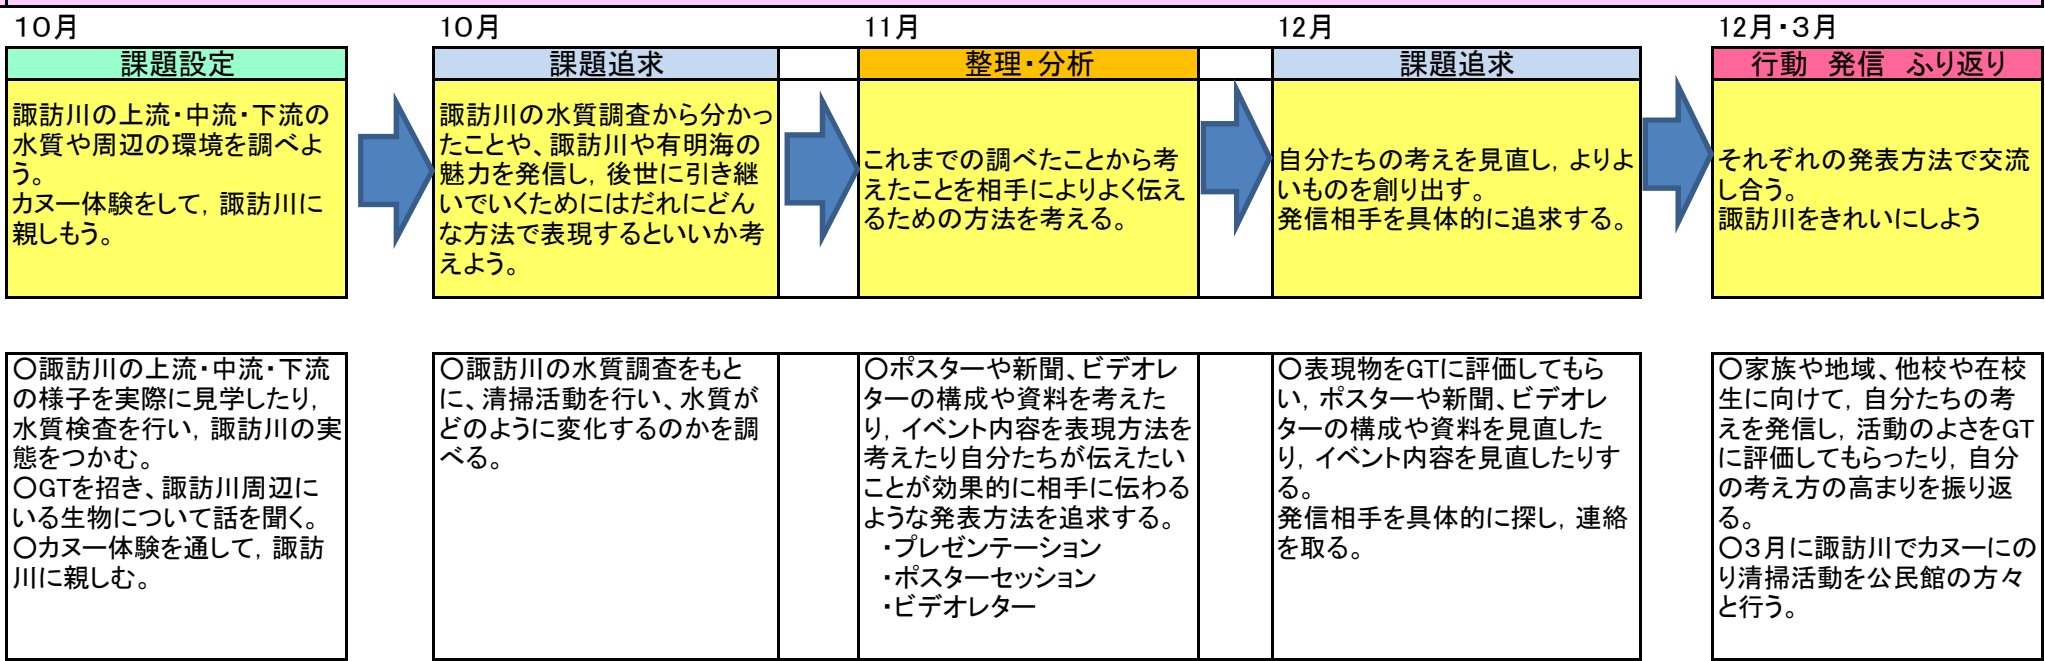 １０月
課題設定
諏訪川の上流・中流・下流の
水質や周辺の環境を調べよ
う。
カヌー体験をして，諏訪川に
親しもう。
１０月
課題追求
諏訪川の水質調査から分かっ
たことや、諏訪川や有明海の
魅力を発信し，後世に引き継
いでいくためにはだれにどん
な方法で表現するといいか考
えよう。
11月
整理・分析
これまでの調べたことから考
えたことを相手によりよく伝え
るための方法を考える。
12月
課題追求
自分たちの考えを見直し，よりよ
いものを創り出す。
発信相手を具体的に追求する。
12月・３月
行動　発信　ふり返り
それぞれの発表方法で交流
し合う。
諏訪川をきれいにしよう
〇諏訪川の上流・中流・下流
の様子を実際に見学したり，
水質検査を行い，諏訪川の実
態をつかむ。
〇GTを招き、諏訪川周辺に
いる生物について話を聞く。
〇カヌー体験を通して，諏訪
川に親しむ。
〇諏訪川の水質調査をもと
に、清掃活動を行い、水質が
どのように変化するのかを調
べる。
〇ポスターや新聞、ビデオレ
ターの構成や資料を考えた
り，イベント内容を表現方法を
考えたり自分たちが伝えたい
ことが効果的に相手に伝わる
ような発表方法を追求する。
・プレゼンテーション
・ポスターセッション
・ビデオレター
〇表現物をGTに評価してもら
い，ポスターや新聞、ビデオレ
ターの構成や資料を見直した
り，イベント内容を見直したりす
る。
発信相手を具体的に探し，連絡
を取る。
〇家族や地域、他校や在校
生に向けて，自分たちの考
えを発信し，活動のよさをGT
に評価してもらったり，自分
の考え方の高まりを振り返
る。
〇３月に諏訪川でカヌーにの
り清掃活動を公民館の方々
と行う。